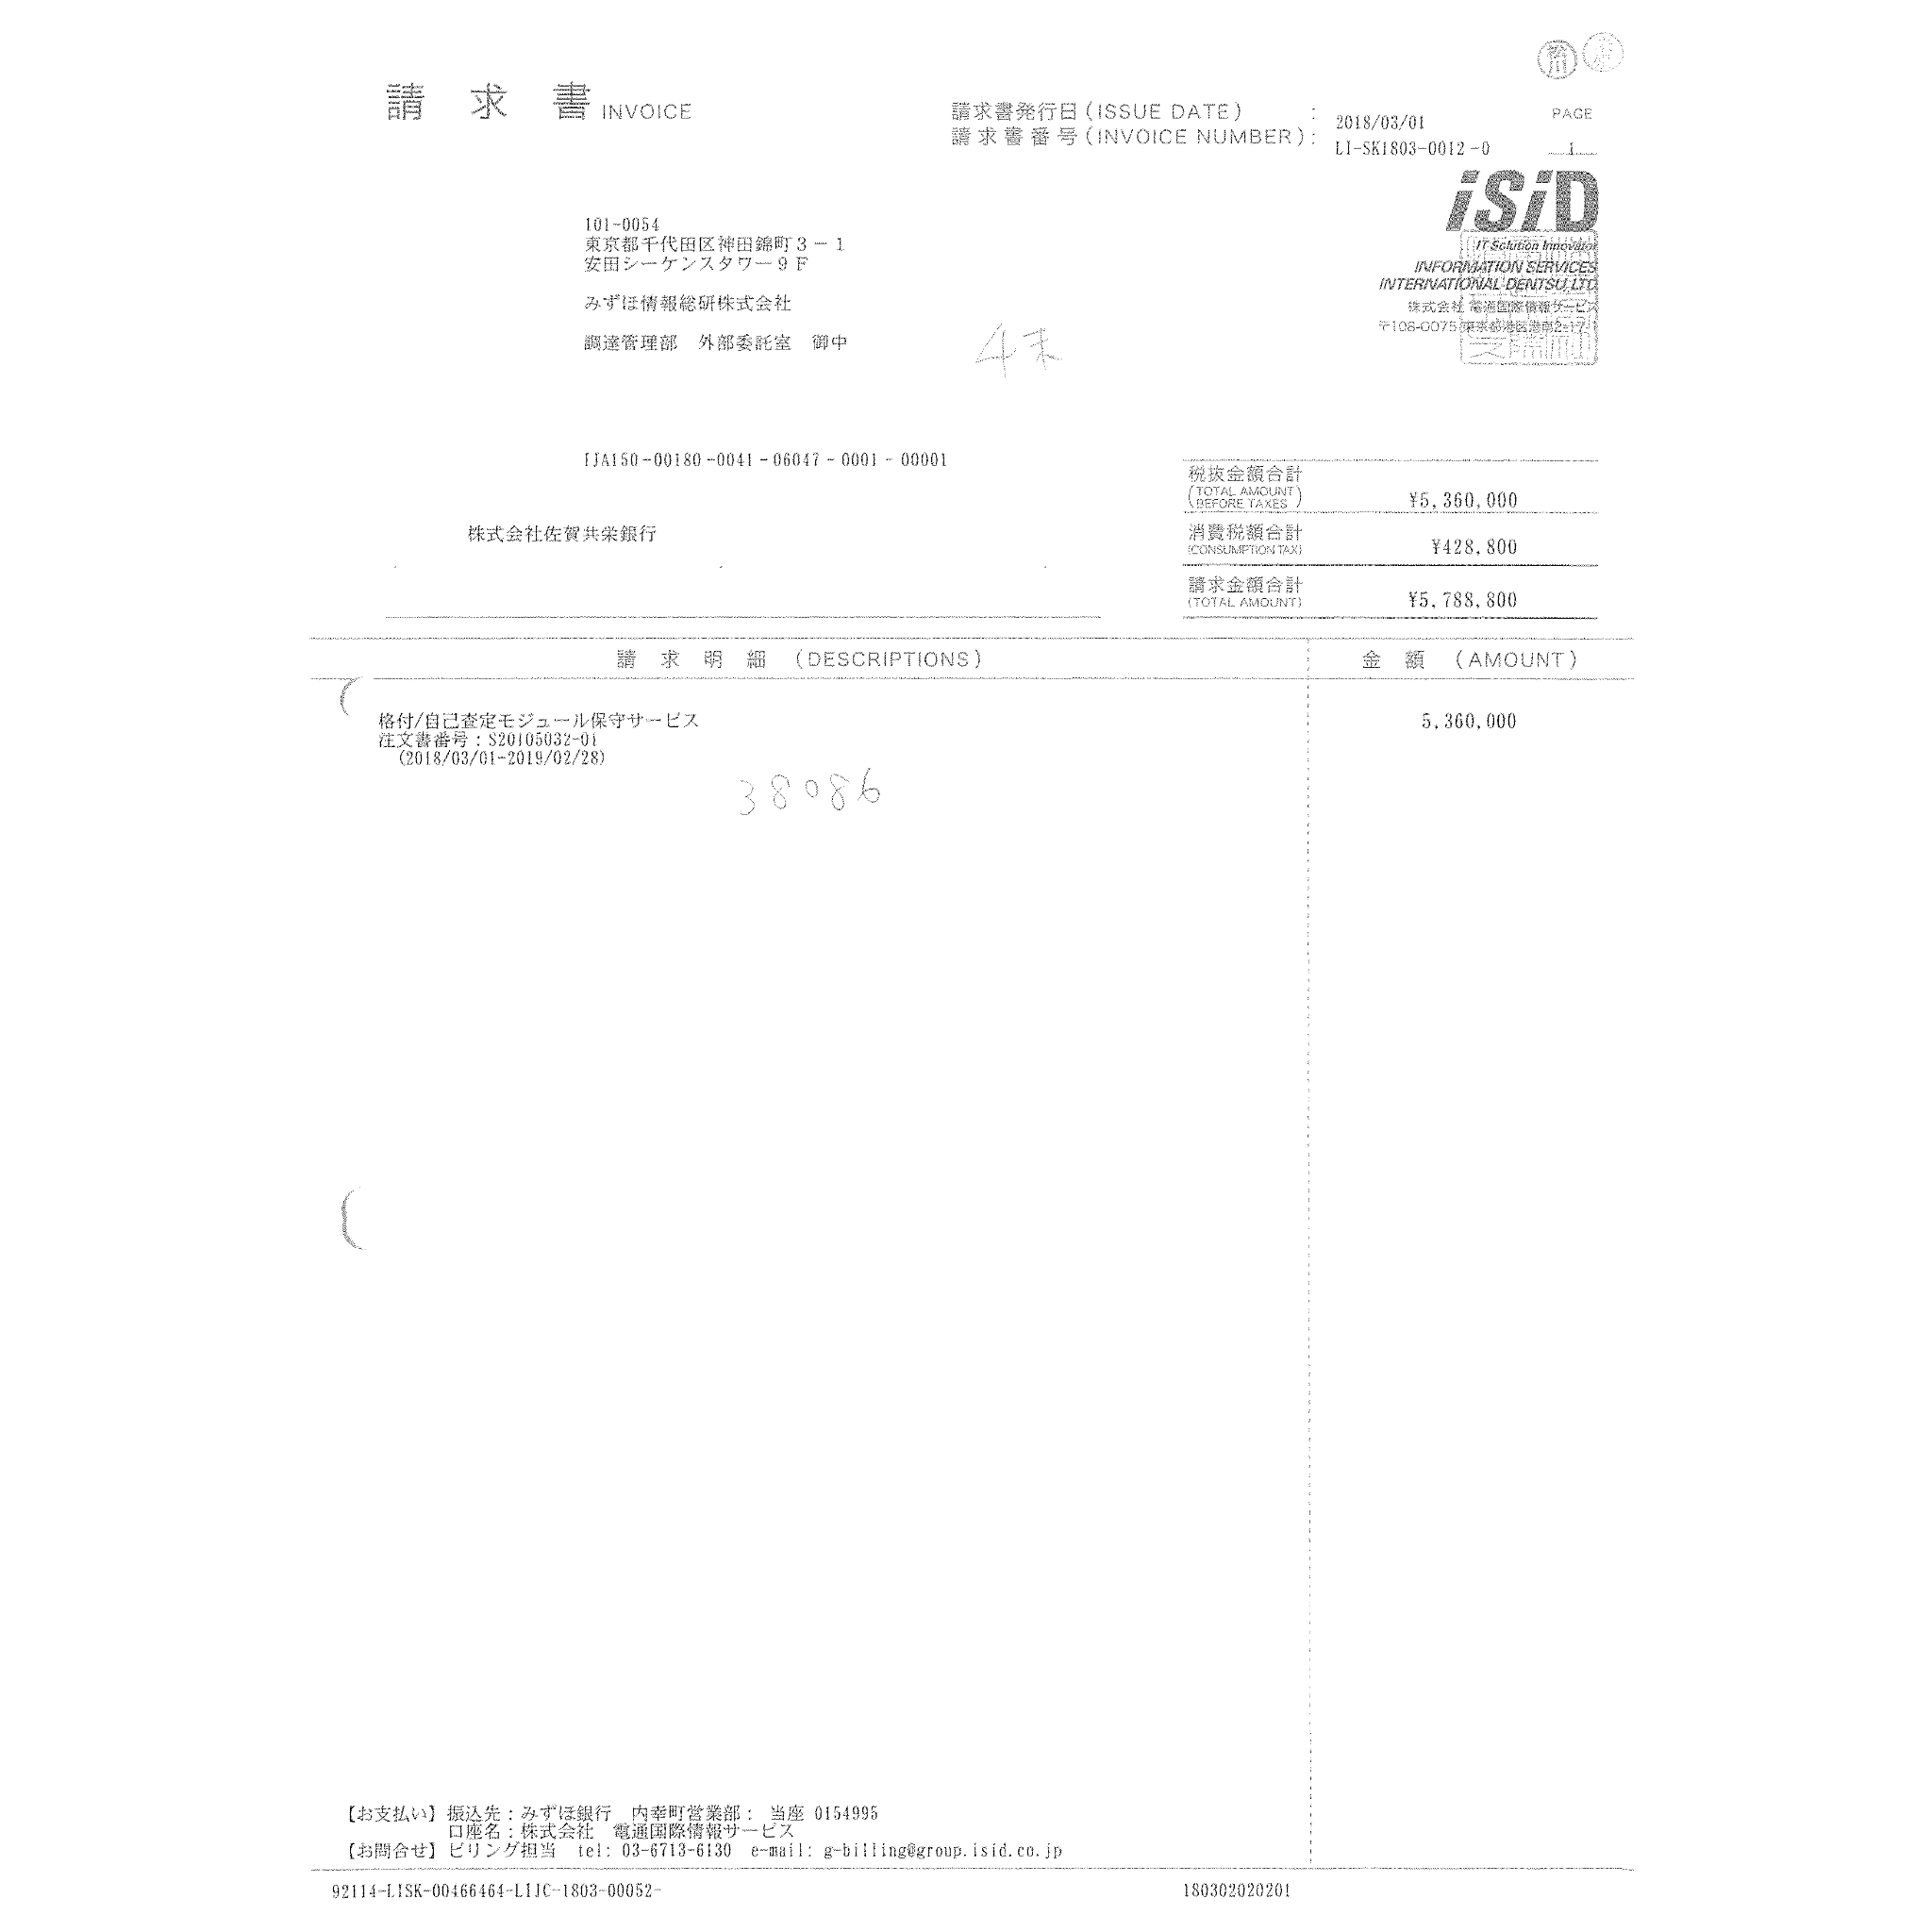 請求書 INVOICE
請求書発行日(ISSUE DATE) : 2018/03/01
請求書番号(INVOICE NUMBER): LI-SK1803-0012-0
PAGE
1
iSiD
IT Solution Innovator
INFORMATION SERVICES
INTERNATIONAL DENTSU,LTD.
株式会社 電通国際情報サービス
〒108-0075 東京都港区港南2-17-1
101-0054
東京都千代田区神田錦町3-1
安田シーケンスタワー9F
みずほ情報総研株式会社
調達管理部 外部委託室 御中
4末
IJA150-00180-0041-06047-0001-00001
株式会社佐賀共栄銀行
税抜金額合計
(TOTAL AMOUNT BEFORE TAXES) ¥5,360,000
消費税額合計
(CONSUMPTION TAX) ¥428,800
請求金額合計
(TOTAL AMOUNT) ¥5,788,800
請求明細 (DESCRIPTIONS) 金額 (AMOUNT)
格付/自己査定モジュール保守サービス 5,360,000
注文書番号:S20105032-01
(2018/03/01-2019/02/28)
38086
【お支払い】振込先:みずほ銀行 内幸町営業部: 当座 0154995
口座名:株式会社 電通国際情報サービス
【お問合せ】ビリング担当 tel: 03-6713-6130 e-mail: g-billing@group.isid.co.jp
92114-LISK-00466464-LIJC-1803-00052- 180302020201